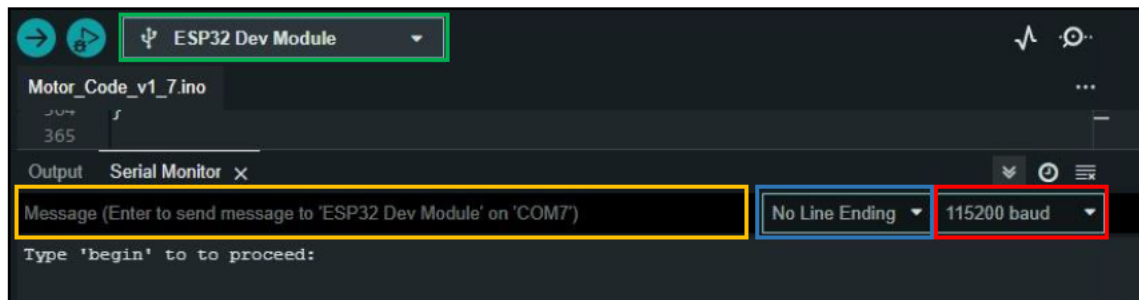 ESP32 Dev Module
Motor_Code_v1_7.ino
364 }
365
Output Serial Monitor
Message (Enter to send message to 'ESP32 Dev Module' on 'COM7') No Line Ending 115200 baud
Type 'begin' to to proceed: